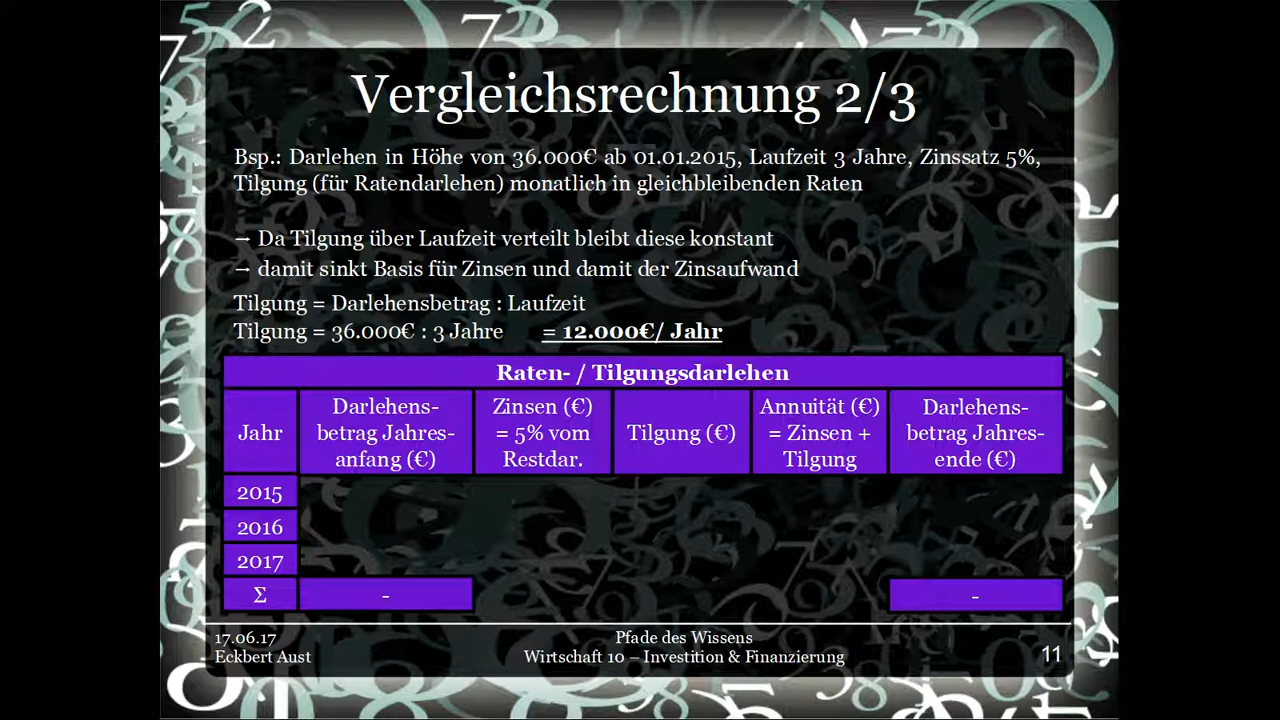 Vergleichsrechnung 2/3
Bsp.: Darlehen in Höhe von 36.000€ ab 01.01.2015, Laufzeit 3 Jahre, Zinssatz 5%,
Tilgung (für Ratendarlehen) monatlich in gleichbleibenden Raten
→ Da Tilgung über Laufzeit verteilt bleibt diese konstant
→ damit sinkt Basis für Zinsen und damit der Zinsaufwand
Tilgung = Darlehensbetrag : Laufzeit
Tilgung = 36.000€ : 3 Jahre = 12.000€/ Jahr
Raten- / Tilgungsdarlehen
Jahr
Darlehens-
betrag Jahres-
anfang (€)
Zinsen (€)
= 5% vom
Restdar.
Tilgung (€)
Annuität (€)
= Zinsen +
Tilgung
Darlehens-
betrag Jahres-
ende (€)
2015
2016
2017
Σ - -
17.06.17
Eckbert Aust
Pfade des Wissens
Wirtschaft 10 – Investition & Finanzierung
11